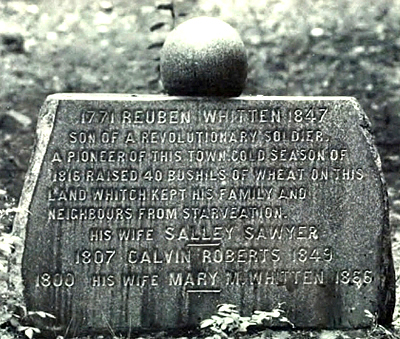 1771 REUBEN WHITTEN 1847
SON OF A REVOLUTIONARY SOLDIER.
A PIONEER OF THIS TOWN. COLD SEASON OF
1816 RAISED 40 BUSHILS OF WHEAT ON THIS
LAND WHITCH KEPT HIS FAMILY AND
NEIGHBOURS FROM STARVEATION.
HIS WIFE SALLEY SAWYER
1807 CALVIN ROBERTS 1849
1800 HIS WIFE MARY M. WHITTEN